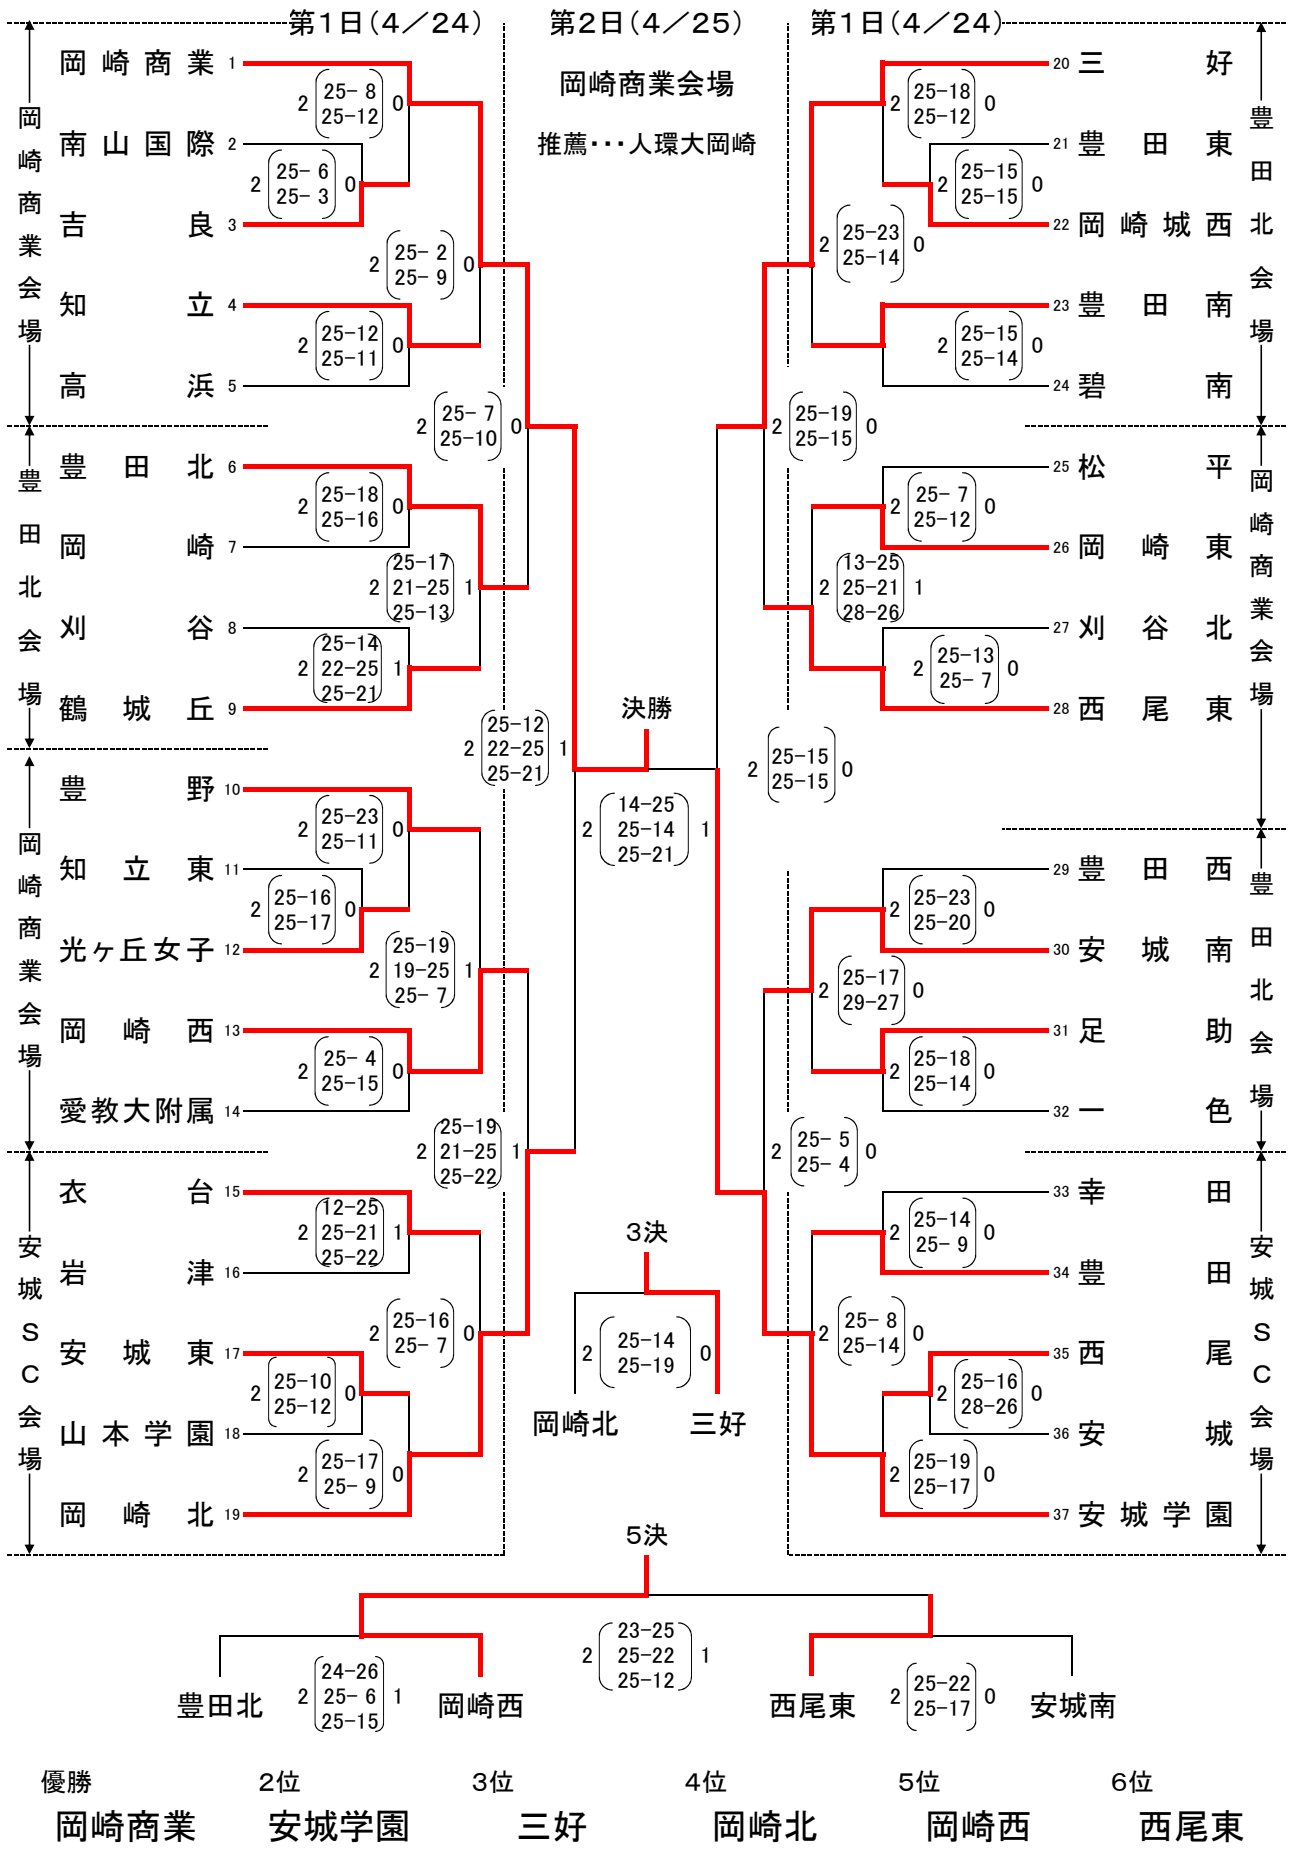 第1日(4／24) 第2日(4／25) 第1日(4／24)
岡崎商業会場
推薦･･･人環大岡崎
岡崎商業会場
岡崎商業 1
2 25- 8 0
25-12
南山国際 2
2 25- 6 0
25- 3
吉良 3
2 25- 2 0
25- 9
知立 4
2 25-12 0
25-11
高浜 5
2 25- 7 0
25-10
豊田北会場
豊田北 6
2 25-18 0
25-16
岡崎 7
2 25-17 1
21-25
25-13
刈谷 8
2 25-14 1
22-25
25-21
鶴城丘 9
2 25-12 1
22-25
25-21
岡崎商業会場
豊野 10
2 25-23 0
25-11
知立東 11
2 25-16 0
25-17
光ヶ丘女子 12
2 25-19 1
19-25
25- 7
岡崎西 13
2 25- 4 0
25-15
愛教大附属 14
2 25-19 1
21-25
25-22
安城SC会場
衣台 15
2 12-25 1
25-21
25-22
岩津 16
2 25-16 0
25- 7
安城東 17
2 25-10 0
25-12
山本学園 18
2 25-17 0
25- 9
岡崎北 19
決勝
2 14-25 1
25-14
25-21
3決
2 25-14 0
25-19
岡崎北 三好
豊田北会場
20 三好
2 25-18 0
25-12
21 豊田東
2 25-15 0
25-15
22 岡崎城西
2 25-23 0
25-14
23 豊田南
2 25-15 0
25-14
24 碧南
2 25-19 0
25-15
岡崎商業会場
25 松平
2 25- 7 0
25-12
26 岡崎東
2 13-25 1
25-21
28-26
27 刈谷北
2 25-13 0
25- 7
28 西尾東
2 25-15 0
25-15
豊田北会場
29 豊田西
2 25-23 0
25-20
30 安城南
2 25-17 0
29-27
31 足助
2 25-18 0
25-14
32 一色
2 25- 5 0
25- 4
安城SC会場
33 幸田
2 25-14 0
25- 9
34 豊田
2 25- 8 0
25-14
35 西尾
2 25-16 0
28-26
36 安城
2 25-19 0
25-17
37 安城学園
5決
2 23-25 1
25-22
25-12
豊田北 2 24-26 1 岡崎西
25- 6
25-15
西尾東 2 25-22 0 安城南
25-17
優勝 2位 3位 4位 5位 6位
岡崎商業 安城学園 三好 岡崎北 岡崎西 西尾東